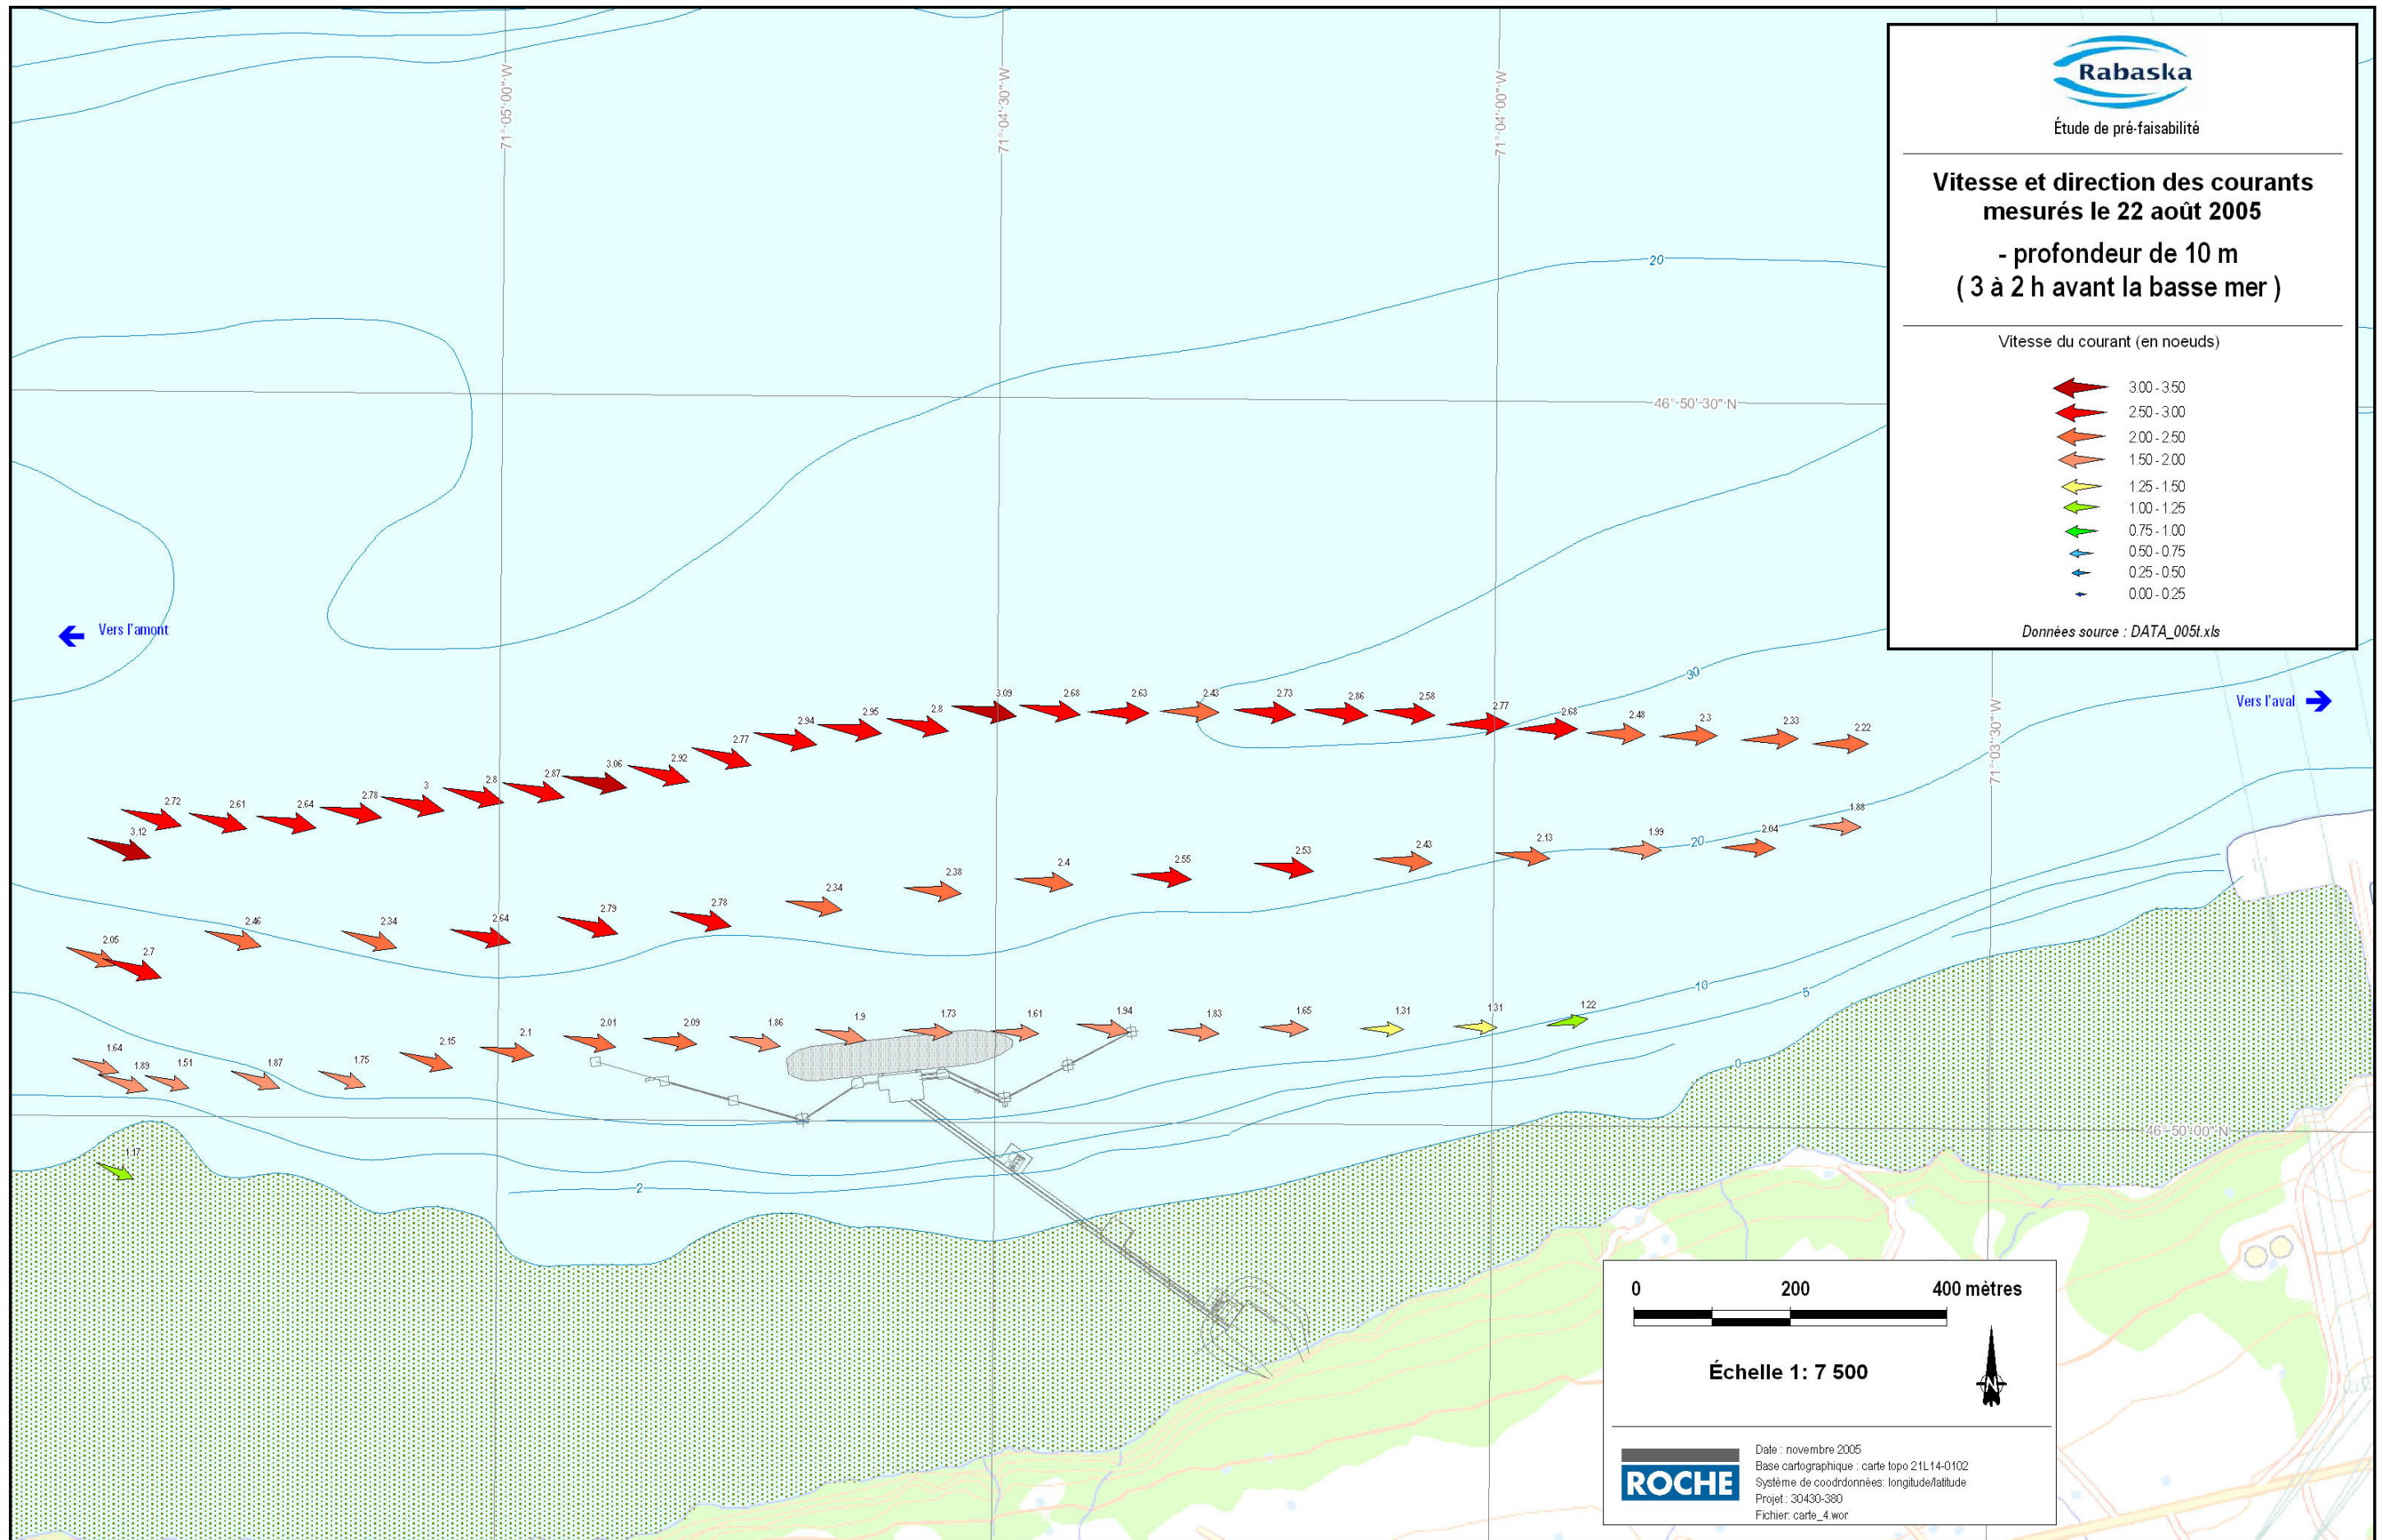 71°-05'-00"-W
71°-04'-30"-W
71°-04'-00"-W
Rabaska
Étude de pré-faisabilité
Vitesse et direction des courants
mesurés le 22 août 2005
- profondeur de 10 m
( 3 à 2 h avant la basse mer )
Vitesse du courant (en noeuds)
3.00 - 3.50
2.50 - 3.00
2.00 - 2.50
1.50 - 2.00
1.25 - 1.50
1.00 - 1.25
0.75 - 1.00
0.50 - 0.75
0.25 - 0.50
0.00 - 0.25
Données source : DATA_005t.xls
20
46°-50'-30"-N
Vers l'amont
30
Vers l'aval
71°-03'-30"-W
3.12
2.72
2.61
2.64
2.78
3
2.8
2.87
3.06
2.92
2.77
2.94
2.95
2.8
3.09
2.68
2.63
2.43
2.73
2.86
2.58
2.77
2.68
2.48
2.3
2.33
2.22
2.05
2.7
2.46
2.34
2.64
2.79
2.78
2.34
2.38
2.4
2.55
2.53
2.43
2.13
1.99
20
2.04
1.88
1.64
1.89
1.51
1.87
1.75
2.15
2.1
2.01
2.09
1.86
1.9
1.73
1.61
1.94
1.83
1.65
1.31
1.31
1.22
10
5
0
46°-50'-00"-N
1.17
2
0 200 400 mètres
Échelle 1: 7 500
N
ROCHE
Date : novembre 2005
Base cartographique : carte topo 21L14-0102
Système de coodrdonnées: longitude/latitude
Projet : 30430-380
Fichier: carte_4.wor